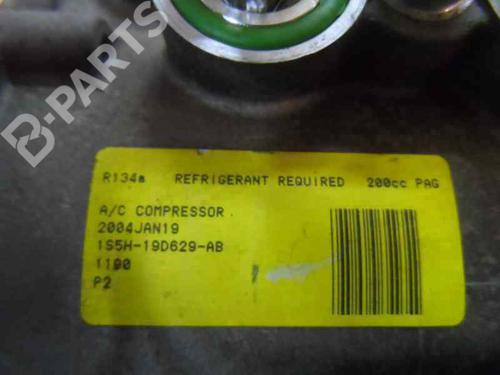 B-PARTS
R134a REFRIGERANT REQUIRED 200cc PAG
A/C COMPRESSOR
2004JAN19
1S5H-19D629-AB
1190
P2